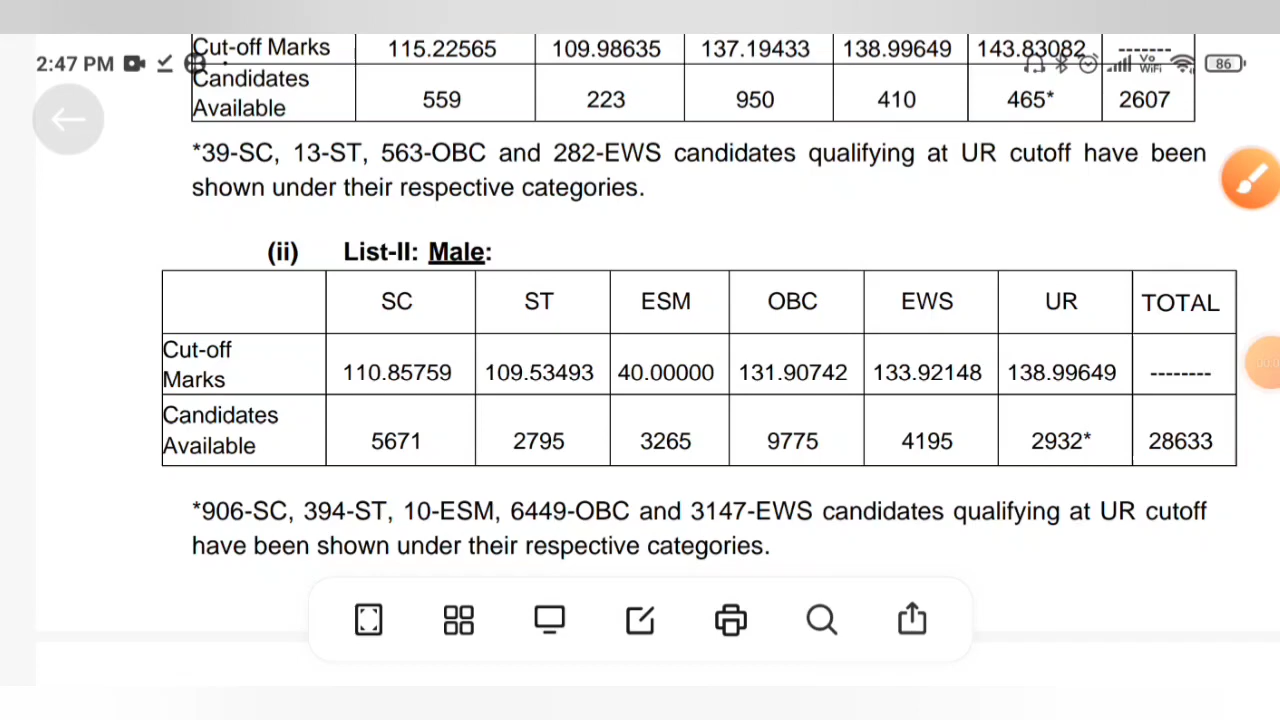 Cut-off Marks 115.22565 109.98635 137.19433 138.99649 143.83082 -------
2:47 PM Vo WiFi 86
Candidates Available 559 223 950 410 465* 2607
*39-SC, 13-ST, 563-OBC and 282-EWS candidates qualifying at UR cutoff have been
shown under their respective categories.
(ii) List-II: Male:
SC ST ESM OBC EWS UR TOTAL
Cut-off Marks 110.85759 109.53493 40.00000 131.90742 133.92148 138.99649 --------
Candidates Available 5671 2795 3265 9775 4195 2932* 28633
*906-SC, 394-ST, 10-ESM, 6449-OBC and 3147-EWS candidates qualifying at UR cutoff
have been shown under their respective categories.